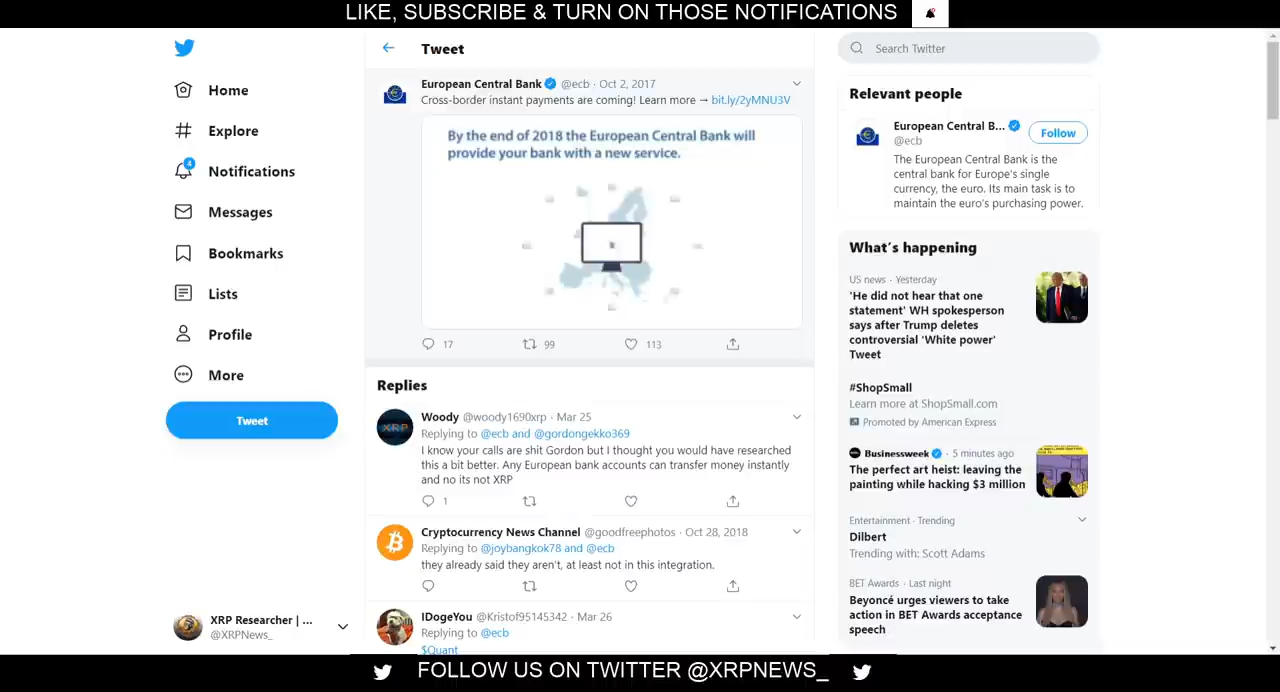 LIKE, SUBSCRIBE & TURN ON THOSE NOTIFICATIONS
Home
Explore
4
Notifications
Messages
Bookmarks
Lists
Profile
More
Tweet
XRP Researcher | ...
@XRPNews_
Tweet
European Central Bank @ecb · Oct 2, 2017
Cross-border instant payments are coming! Learn more → bit.ly/2yMNU3V
By the end of 2018 the European Central Bank will
provide your bank with a new service.
17 99 113
Replies
XRP
Woody @woody1690xrp · Mar 25
Replying to @ecb and @gordongekko369
I know your calls are shit Gordon but I thought you would have researched
this a bit better. Any European bank accounts can transfer money instantly
and no its not XRP
1
Cryptocurrency News Channel @goodfreephotos · Oct 28, 2018
Replying to @joybangkok78 and @ecb
they already said they aren't, at least not in this integration.
IDogeYou @Kristof95145342 · Mar 26
Replying to @ecb
$Quant
Search Twitter
Relevant people
European Central B...
@ecb
Follow
The European Central Bank is the
central bank for Europe's single
currency, the euro. Its main task is to
maintain the euro's purchasing power.
What's happening
US news · Yesterday
'He did not hear that one
statement' WH spokesperson
says after Trump deletes
controversial 'White power'
Tweet
#ShopSmall
Learn more at ShopSmall.com
Promoted by American Express
Businessweek · 5 minutes ago
The perfect art heist: leaving the
painting while hacking $3 million
Entertainment · Trending
Dilbert
Trending with: Scott Adams
BET Awards · Last night
Beyoncé urges viewers to take
action in BET Awards acceptance
speech
FOLLOW US ON TWITTER @XRPNEWS_